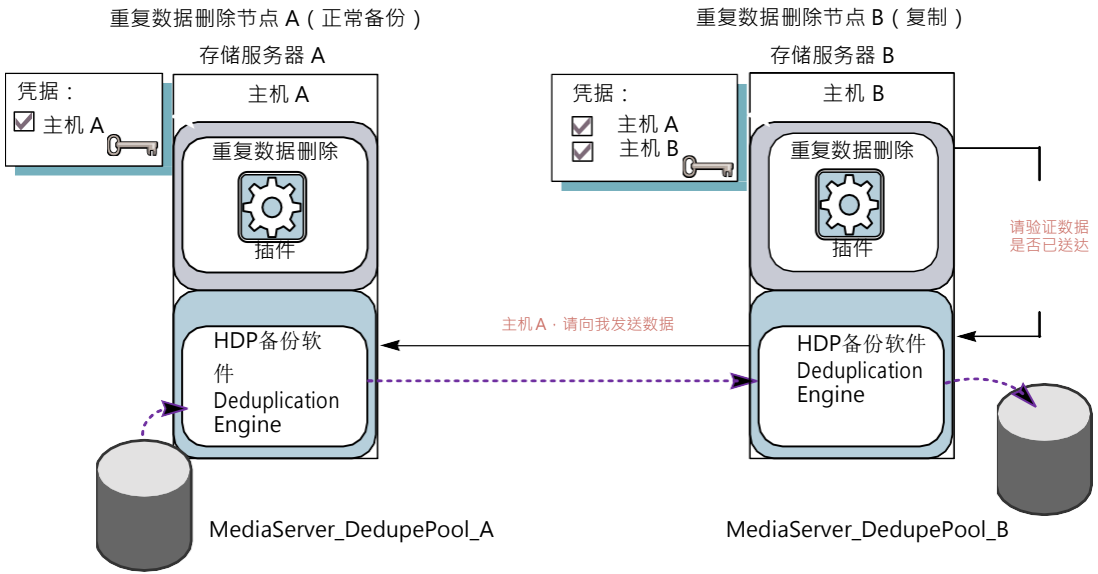 重复数据删除节点 A（正常备份）
存储服务器 A
凭据：
主机 A
主机 A
重复数据删除
插件
HDP备份软
件
Deduplication
Engine
MediaServer_DedupePool_A
主机 A，请向我发送数据
重复数据删除节点 B（复制）
存储服务器 B
凭据：
主机 A
主机 B
主机 B
重复数据删除
插件
请验证数据
是否已送达
HDP备份软件
Deduplication
Engine
MediaServer_DedupePool_B